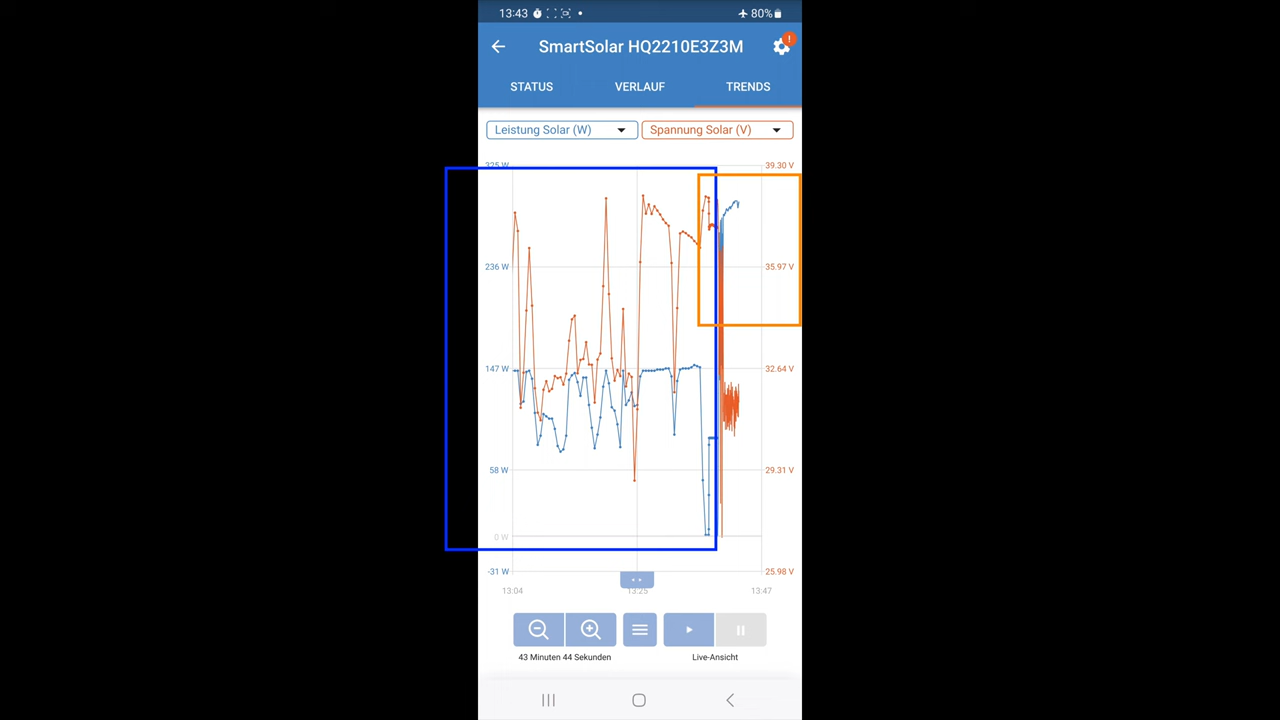 13:43 80%
SmartSolar HQ2210E3Z3M !
STATUS VERLAUF TRENDS
Leistung Solar (W) Spannung Solar (V)
325 W 39.30 V
236 W 35.97 V
147 W 32.64 V
58 W 29.31 V
0 W
-31 W 25.98 V
13:04 13:25 13:47
43 Minuten 44 Sekunden Live-Ansicht